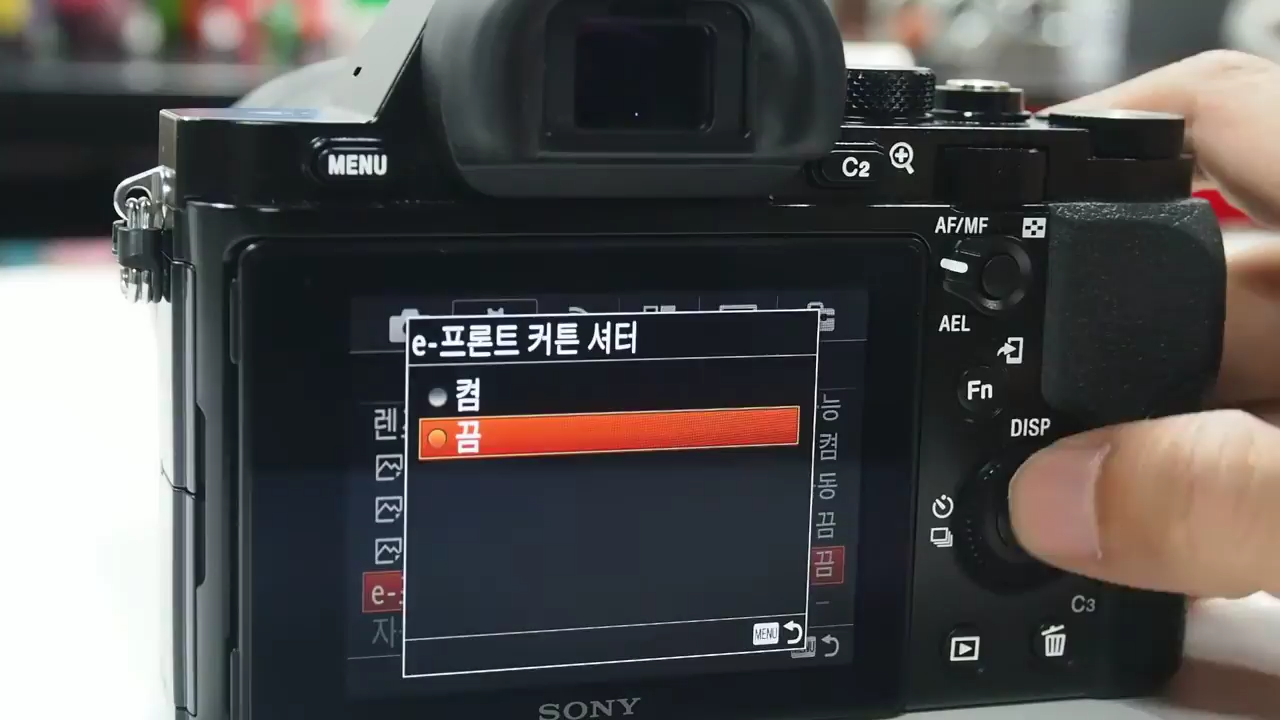 MENU
C2
AF/MF
AEL
Fn
DISP
C3
e-프론트 커튼 셔터
켬
끔
렌
능
켬
동
끔
e-
끔
자
MENU
SONY